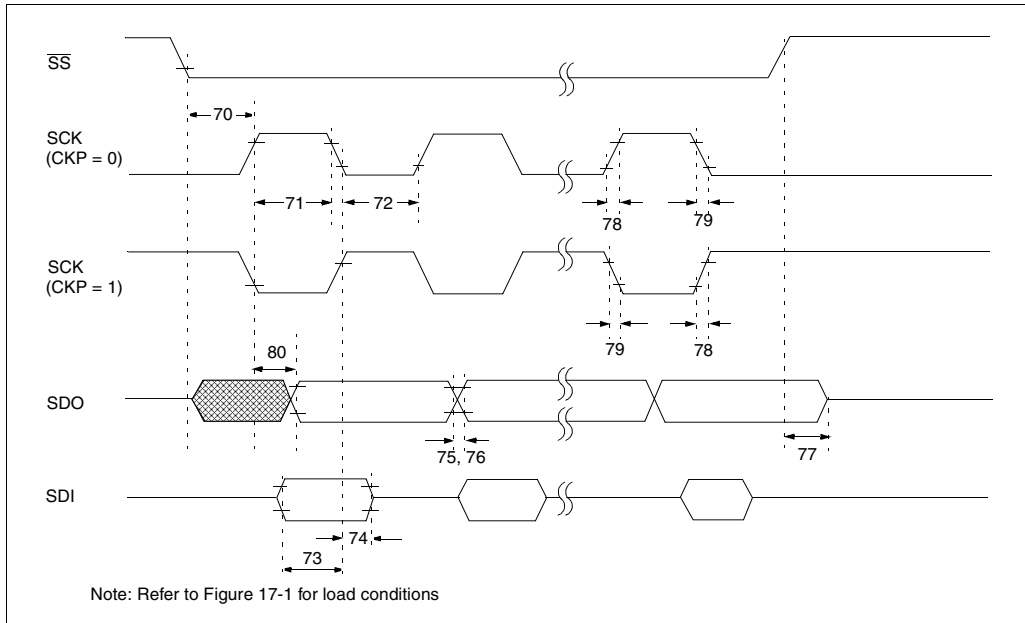 SS
70
SCK
(CKP = 0)
71
72
78
79
SCK
(CKP = 1)
79
78
80
SDO
75, 76
77
SDI
74
73
Note: Refer to Figure 17-1 for load conditions